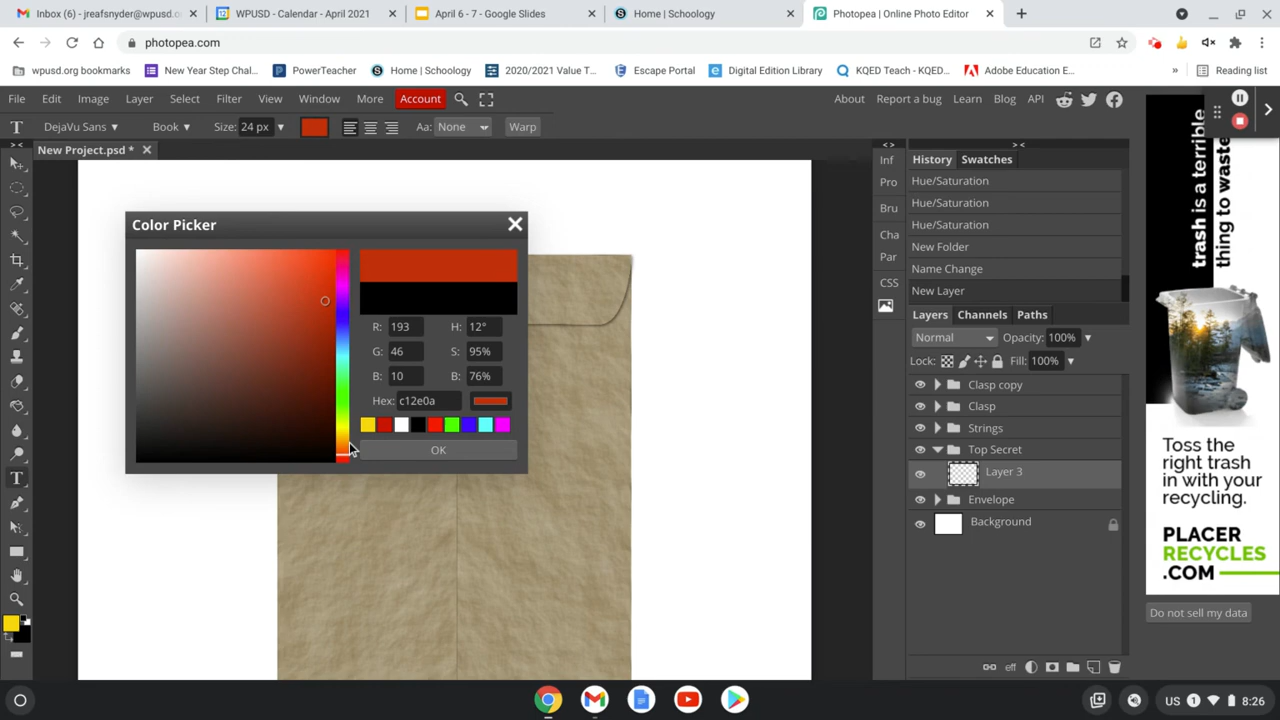 Inbox (6) - jreafsnyder@wpusd.o
WPUSD - Calendar - April 2021
April 6 - 7 - Google Slides
Home | Schoology
Photopea | Online Photo Editor
photopea.com
wpusd.org bookmarks
New Year Step Chal...
PowerTeacher
Home | Schoology
2020/2021 Value T...
Escape Portal
Digital Edition Library
KQED Teach - KQED...
Adobe Education E...
»
Reading list
File Edit Image Layer Select Filter View Window More Account
About Report a bug Learn Blog API
DejaVu Sans Book Size: 24 px Aa: None Warp
New Project.psd *
Color Picker
R: 193 H: 12°
G: 46 S: 95%
B: 10 B: 76%
Hex: c12e0a
OK
Inf
Pro
Bru
Cha
Par
CSS
History Swatches
Hue/Saturation
Hue/Saturation
Hue/Saturation
New Folder
Name Change
New Layer
Layers Channels Paths
Normal Opacity: 100%
Lock: Fill: 100%
Clasp copy
Clasp
Strings
Top Secret
Layer 3
Envelope
Background
eff
trash is a terrible
thing to waste
Toss the
right trash
in with your
recycling.
PLACER
RECYCLES
.COM
Do not sell my data
US 1 8:26